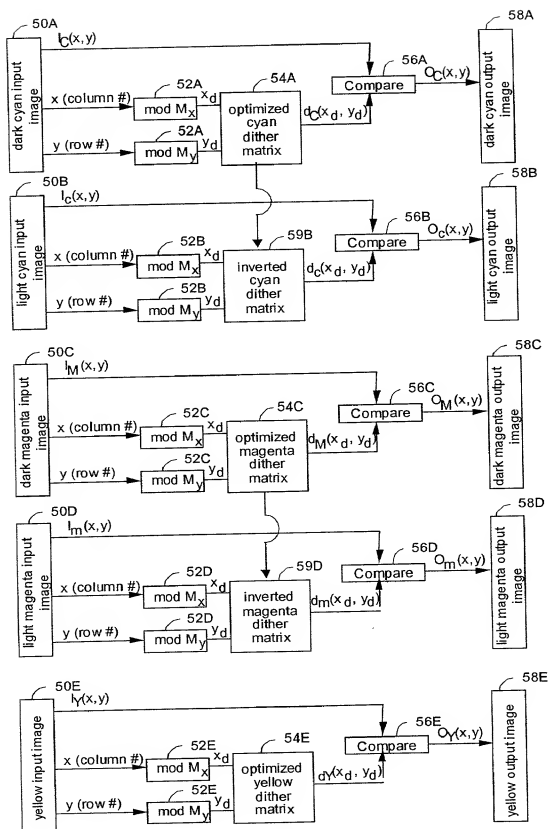 50A
I_C(x,y)
58A
dark cyan input image
x (column #)
52A
mod M_x
x_d
54A
optimized cyan dither matrix
56A
Compare
O_C(x,y)
dark cyan output image
y (row #)
52A
mod M_y
y_d
d_C(x_d, y_d)
50B
I_c(x,y)
58B
light cyan input image
x (column #)
52B
mod M_x
x_d
59B
inverted cyan dither matrix
56B
Compare
O_c(x,y)
light cyan output image
y (row #)
52B
mod M_y
y_d
d_c(x_d, y_d)
50C
I_M(x,y)
58C
dark magenta input image
x (column #)
52C
mod M_x
x_d
54C
optimized magenta dither matrix
56C
Compare
O_M(x,y)
dark magenta output image
y (row #)
52C
mod M_y
y_d
d_M(x_d, y_d)
50D
I_m(x,y)
58D
light magenta input image
x (column #)
52D
mod M_x
x_d
59D
inverted magenta dither matrix
56D
Compare
O_m(x,y)
light magenta output image
y (row #)
52D
mod M_y
y_d
d_m(x_d, y_d)
50E
I_Y(x,y)
58E
yellow input image
x (column #)
52E
mod M_x
x_d
54E
optimized yellow dither matrix
56E
Compare
O_Y(x,y)
yellow output image
y (row #)
52E
mod M_y
y_d
d_Y(x_d, y_d)